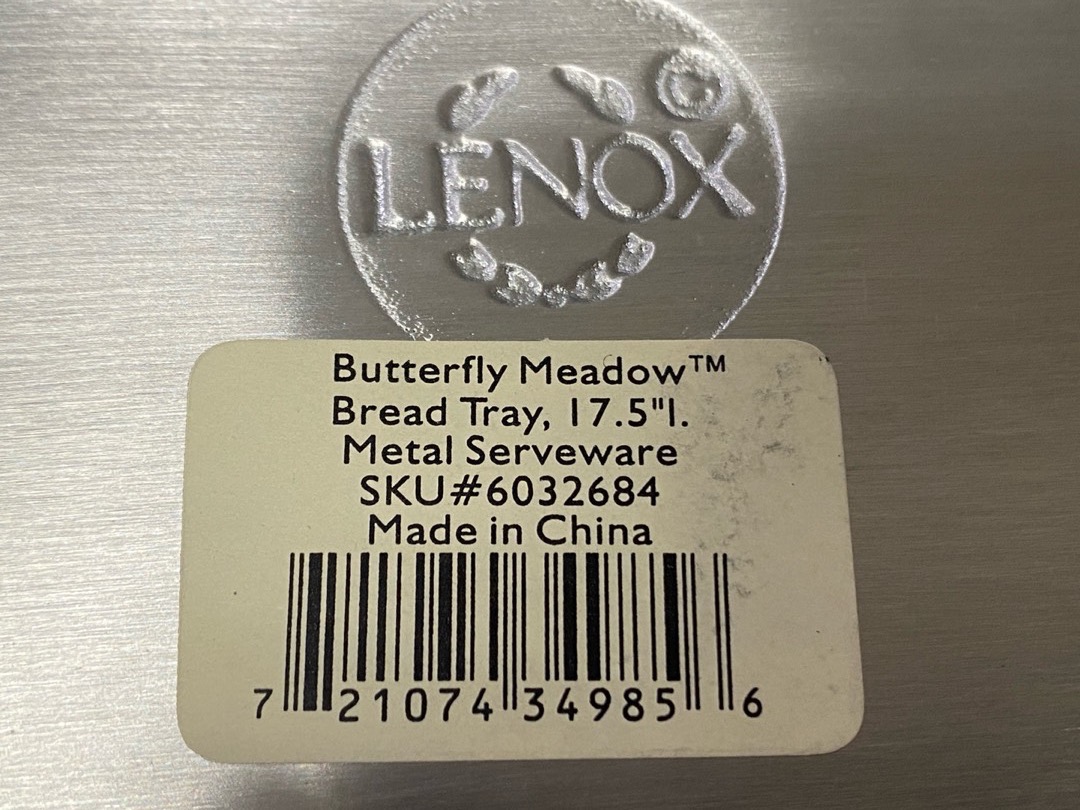 LENOX
Butterfly Meadow™
Bread Tray, 17.5"l.
Metal Serveware
SKU#6032684
Made in China
7 21074 34985 6